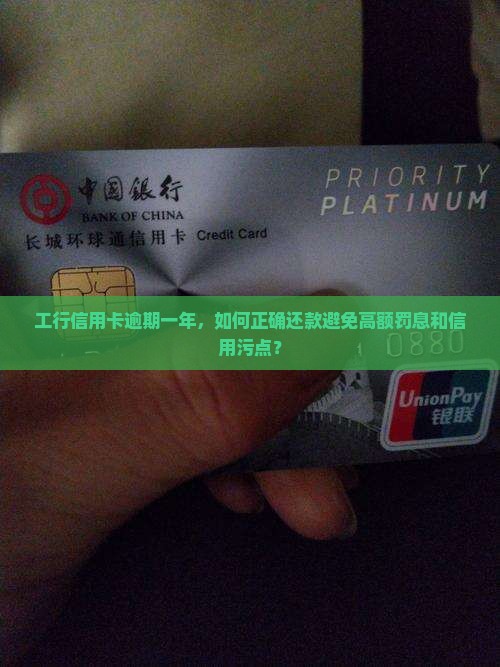 中國銀行
BANK OF CHINA
PRIORITY
PLATINUM
长城环球通信用卡 Credit Card
工行信用卡逾期一年，如何正确还款避免高额罚息和信
用污点？
0880
UnionPay
银联